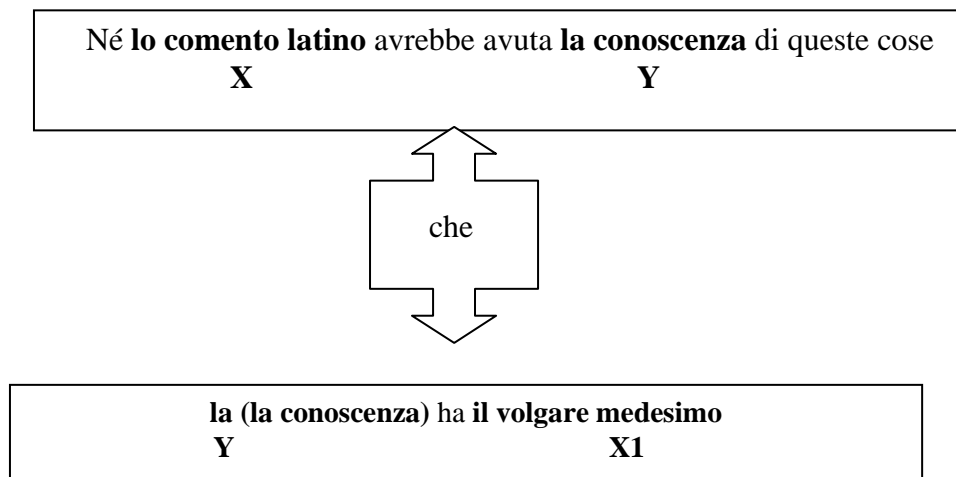 Né lo comento latino avrebbe avuta la conoscenza di queste cose
X Y
che
la (la conoscenza) ha il volgare medesimo
Y X1